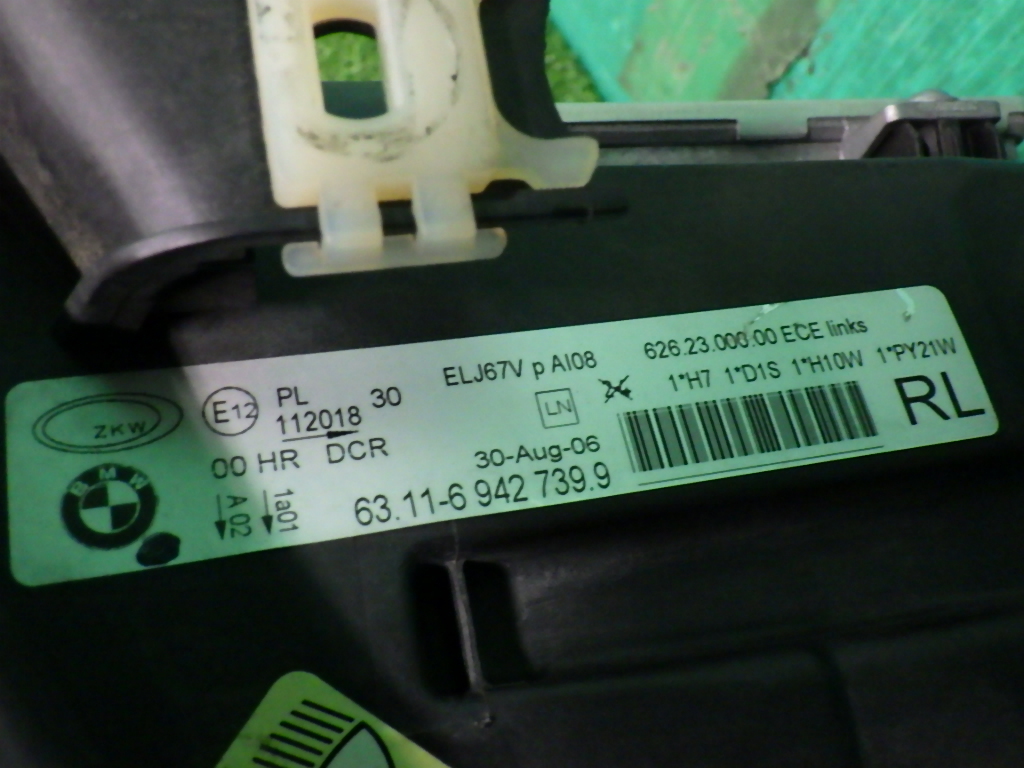 ZKW
BMW
E12
PL
112018
30
00 HR DCR
A 02
1a01
ELJ67V p AI08
LN
30-Aug-06
63.11-6 942 739.9
626.23.000.00 ECE links
1*H7 1*D1S 1*H10W 1*PY21W
RL